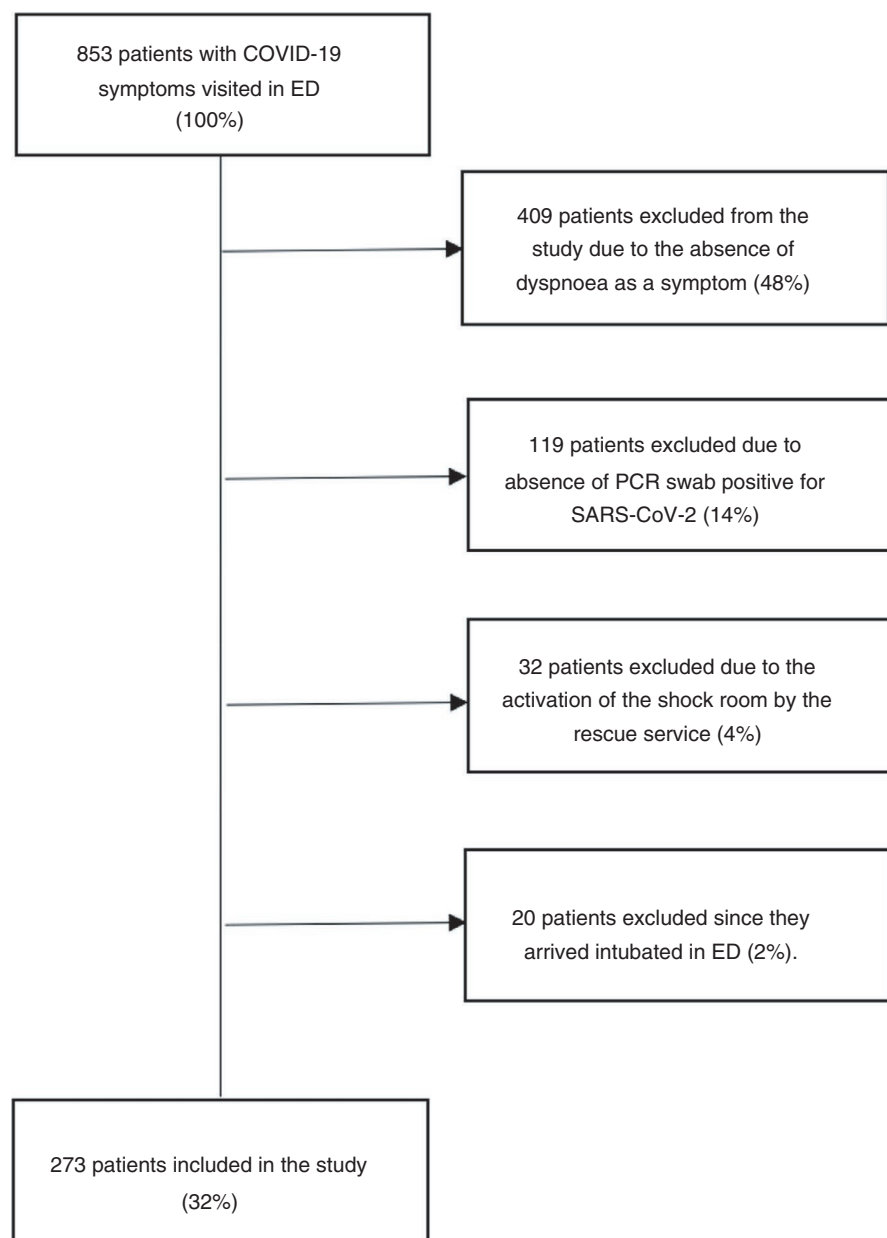 853 patients with COVID-19
symptoms visited in ED
(100%)
409 patients excluded from the
study due to the absence of
dyspnoea as a symptom (48%)
119 patients excluded due to
absence of PCR swab positive for
SARS-CoV-2 (14%)
32 patients excluded due to the
activation of the shock room by the
rescue service (4%)
20 patients excluded since they
arrived intubated in ED (2%).
273 patients included in the study
(32%)